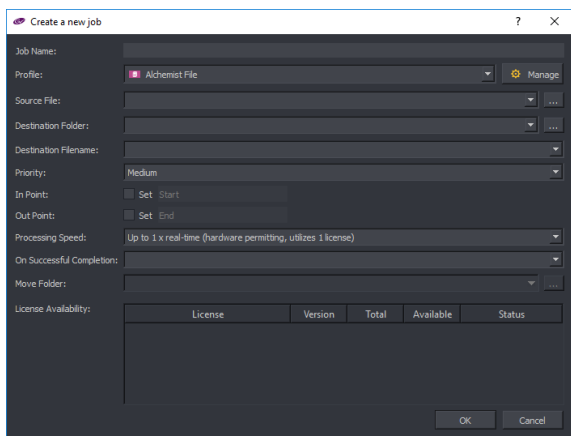 Create a new job ? X
Job Name:
Profile: Alchemist File Manage
Source File: ...
Destination Folder: ...
Destination Filename:
Priority: Medium
In Point: Set Start
Out Point: Set End
Processing Speed: Up to 1 x real-time (hardware permitting, utilizes 1 license)
On Successful Completion:
Move Folder: ...
License Availability: License Version Total Available Status
OK Cancel